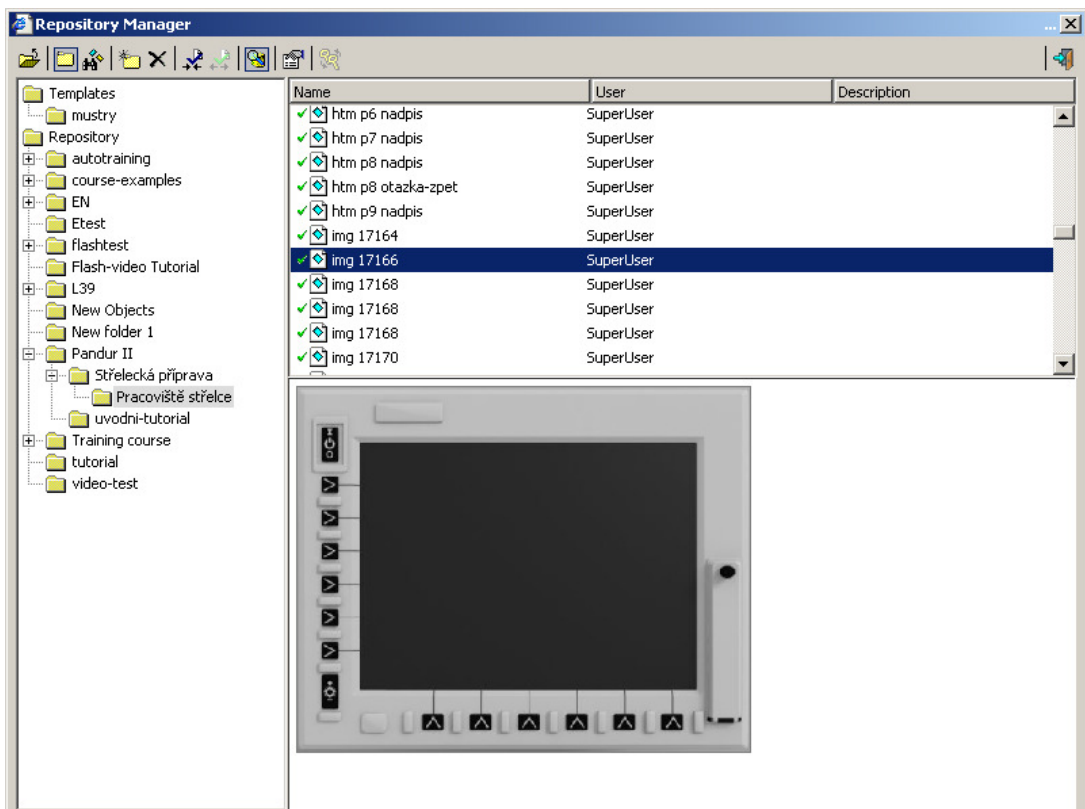 Repository Manager
...
Templates
mustry
Repository
autotraining
course-examples
EN
Etest
flashtest
Flash-video Tutorial
L39
New Objects
New folder 1
Pandur II
Střelecká příprava
Pracoviště střelce
uvodni-tutorial
Training course
tutorial
video-test
Name User Description
htm p6 nadpis SuperUser
htm p7 nadpis SuperUser
htm p8 nadpis SuperUser
htm p8 otazka-zpet SuperUser
htm p9 nadpis SuperUser
img 17164 SuperUser
img 17166 SuperUser
img 17168 SuperUser
img 17168 SuperUser
img 17168 SuperUser
img 17170 SuperUser